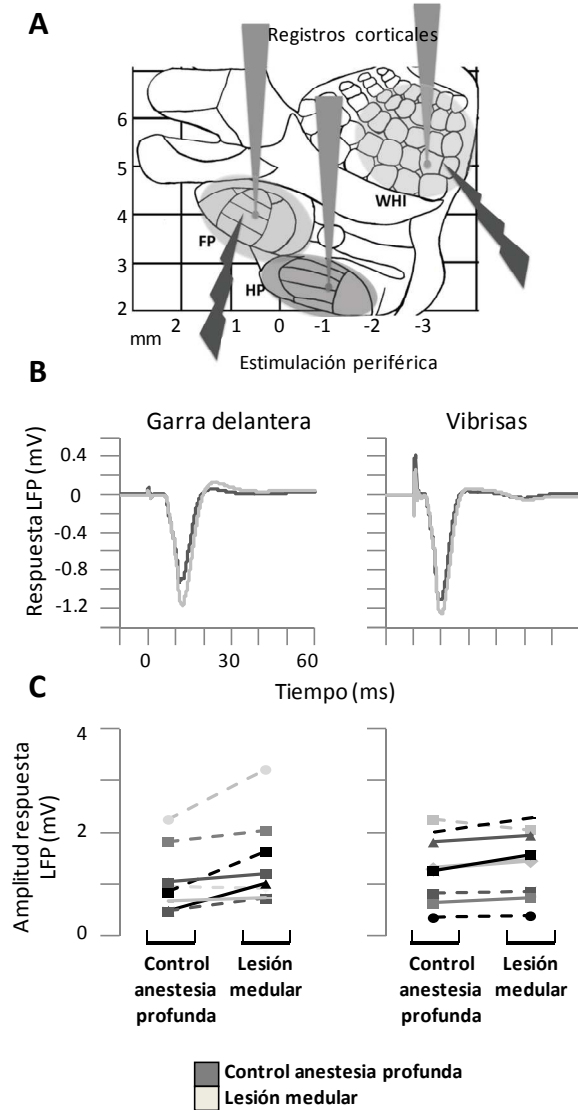 A
Registros corticales
6
5
4
3
2
WHI
FP
HP
mm 2 1 0 -1 -2 -3
Estimulación periférica
B
Garra delantera
Vibrisas
Respuesta LFP (mV)
0.4
0
-0.4
-0.8
-1.2
0 30 60
Tiempo (ms)
C
Amplitud respuesta
LFP (mV)
4
2
0
Control
anestesia
profunda
Lesión
medular
Control
anestesia
profunda
Lesión
medular
Control anestesia profunda
Lesión medular